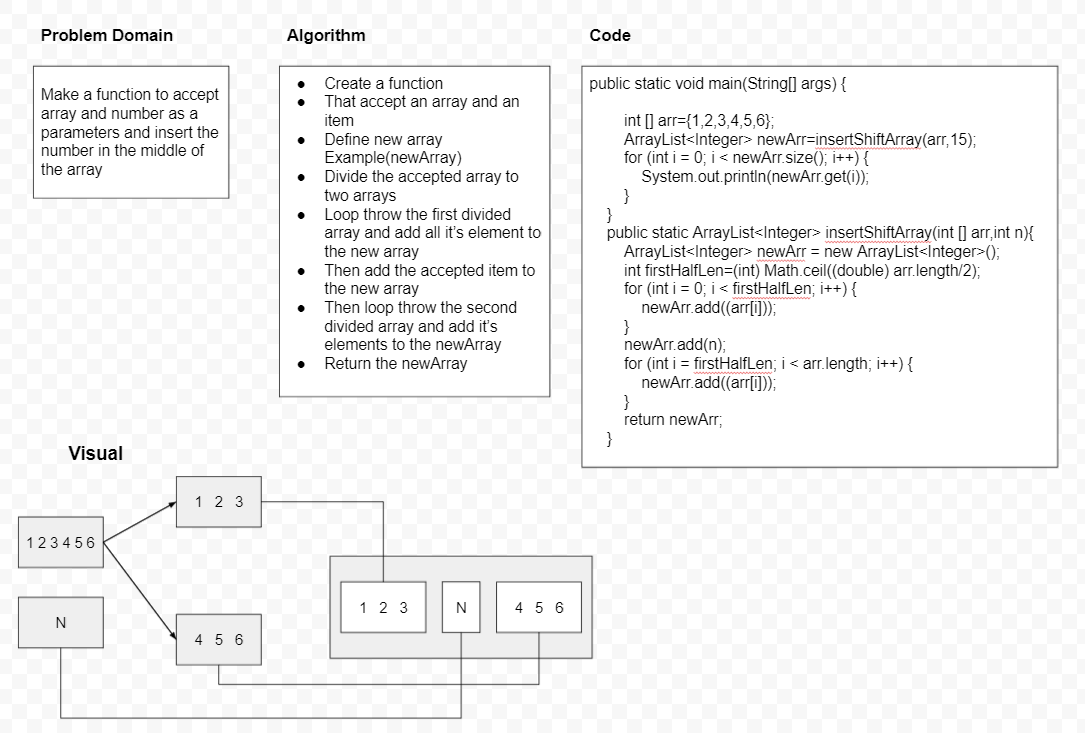 Problem Domain
Make a function to accept
array and number as a
parameters and insert the
number in the middle of
the array
Algorithm
● Create a function
● That accept an array and an
item
● Define new array
Example(newArray)
● Divide the accepted array to
two arrays
● Loop throw the first divided
array and add all it's element to
the new array
● Then add the accepted item to
the new array
● Then loop throw the second
divided array and add it's
elements to the newArray
● Return the newArray
Code
public static void main(String[] args) {
int [] arr={1,2,3,4,5,6};
ArrayList<Integer> newArr=insertShiftArray(arr,15);
for (int i = 0; i < newArr.size(); i++) {
System.out.println(newArr.get(i));
}
}
public static ArrayList<Integer> insertShiftArray(int [] arr,int n){
ArrayList<Integer> newArr = new ArrayList<Integer>();
int firstHalfLen=(int) Math.ceil((double) arr.length/2);
for (int i = 0; i < firstHalfLen; i++) {
newArr.add((arr[i]));
}
newArr.add(n);
for (int i = firstHalfLen; i < arr.length; i++) {
newArr.add((arr[i]));
}
return newArr;
}
Visual
1 2 3
1 2 3 4 5 6
N
4 5 6
1 2 3
N
4 5 6